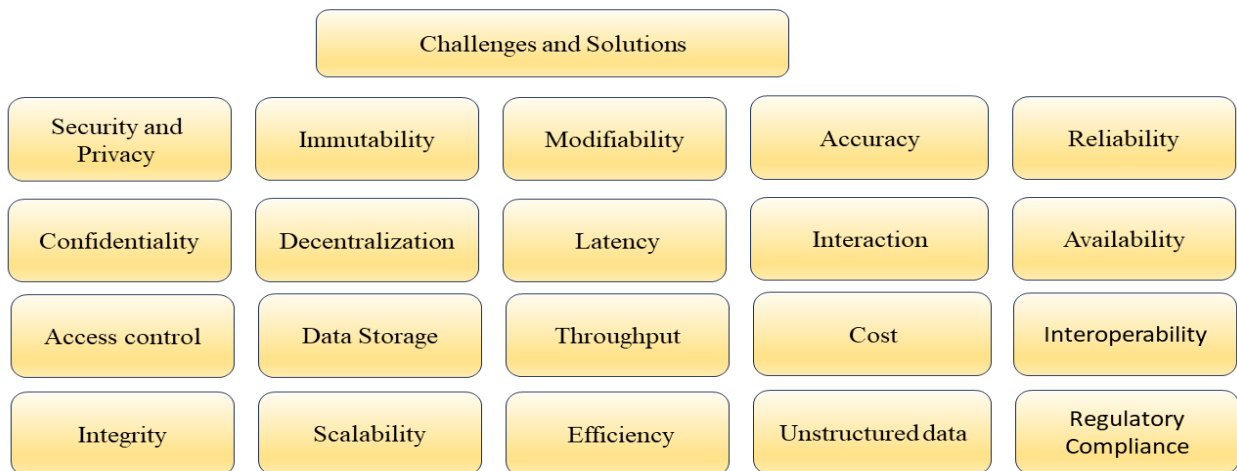 Challenges and Solutions
Security and
Privacy
Immutability
Modifiability
Accuracy
Reliability
Confidentiality
Decentralization
Latency
Interaction
Availability
Access control
Data Storage
Throughput
Cost
Interoperability
Integrity
Scalability
Efficiency
Unstructured data
Regulatory
Compliance